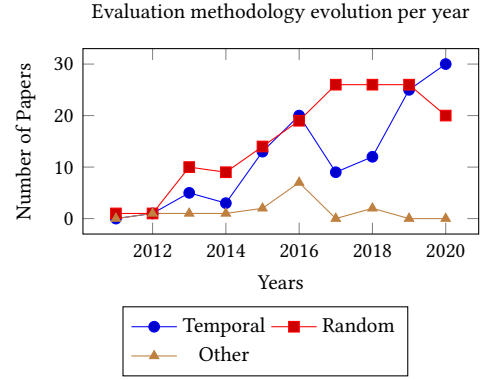 Evaluation methodology evolution per year
30
20
10
0
Number of Papers
2012 2014 2016 2018 2020
Years
Temporal Random
Other